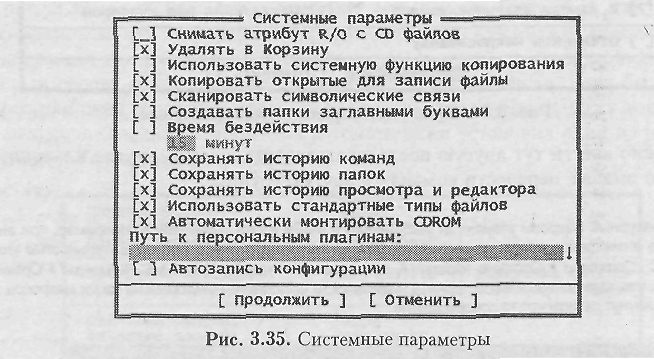 Системные параметры
[_] Снимать атрибут R/O с CD файлов
[x] Удалять в Корзину
[ ] Использовать системную функцию копирования
[x] Копировать открытые для записи файлы
[x] Сканировать символические связи
[ ] Создавать папки заглавными буквами
[ ] Время бездействия
15 минут
[x] Сохранять историю команд
[x] Сохранять историю папок
[x] Сохранять историю просмотра и редактора
[x] Использовать стандартные типы файлов
[x] Автоматически монтировать CDROM
Путь к персональным плагинам:
[ ] Автозапись конфигурации
[ Продолжить ] [ Отменить ]
Рис. 3.35. Системные параметры